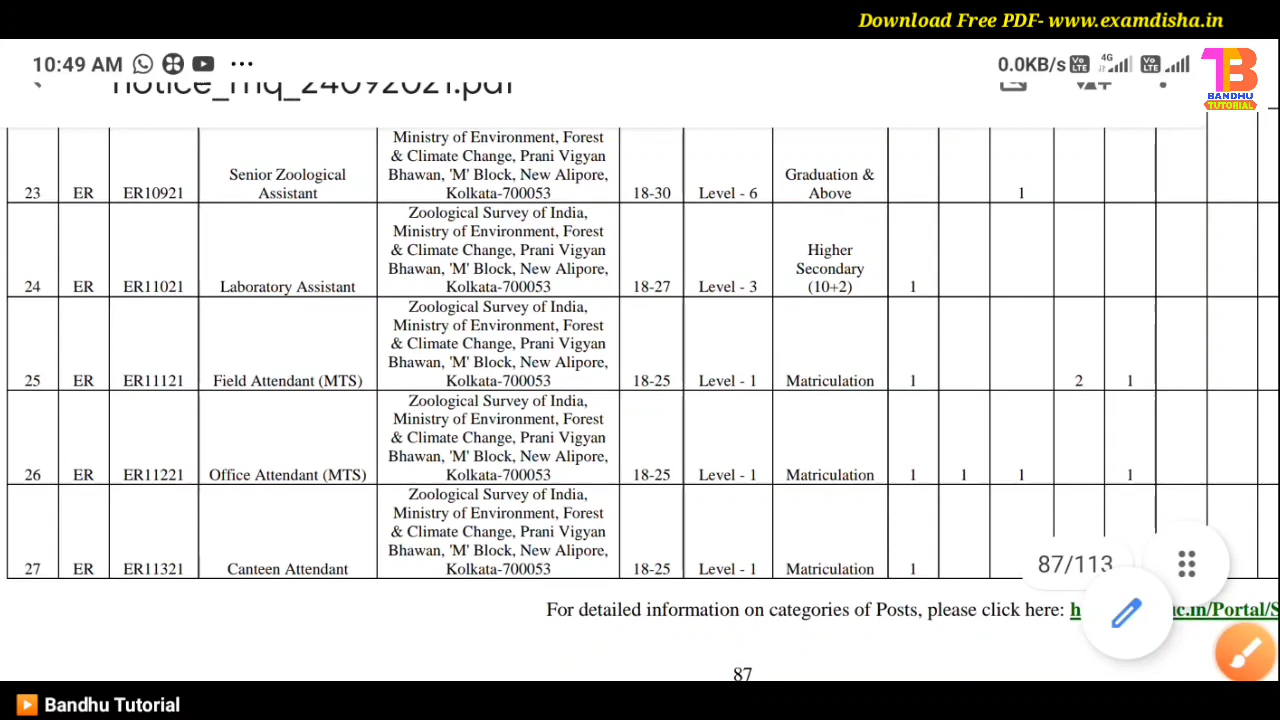 Download Free PDF- www.examdisha.in
10:49 AM
0.0KB/s
4G
BANDHU
TUTORIAL
notice_rhq_24092021.pdf
23 ER ER10921 Senior Zoological Assistant Ministry of Environment, Forest & Climate Change, Prani Vigyan Bhawan, 'M' Block, New Alipore, Kolkata-700053 18-30 Level - 6 Graduation & Above 1
24 ER ER11021 Laboratory Assistant Zoological Survey of India, Ministry of Environment, Forest & Climate Change, Prani Vigyan Bhawan, 'M' Block, New Alipore, Kolkata-700053 18-27 Level - 3 Higher Secondary (10+2) 1
25 ER ER11121 Field Attendant (MTS) Zoological Survey of India, Ministry of Environment, Forest & Climate Change, Prani Vigyan Bhawan, 'M' Block, New Alipore, Kolkata-700053 18-25 Level - 1 Matriculation 1 2 1
26 ER ER11221 Office Attendant (MTS) Zoological Survey of India, Ministry of Environment, Forest & Climate Change, Prani Vigyan Bhawan, 'M' Block, New Alipore, Kolkata-700053 18-25 Level - 1 Matriculation 1 1 1 1
27 ER ER11321 Canteen Attendant Zoological Survey of India, Ministry of Environment, Forest & Climate Change, Prani Vigyan Bhawan, 'M' Block, New Alipore, Kolkata-700053 18-25 Level - 1 Matriculation 1
87/113
For detailed information on categories of Posts, please click here: h
c.in/Portal/S
87
Bandhu Tutorial